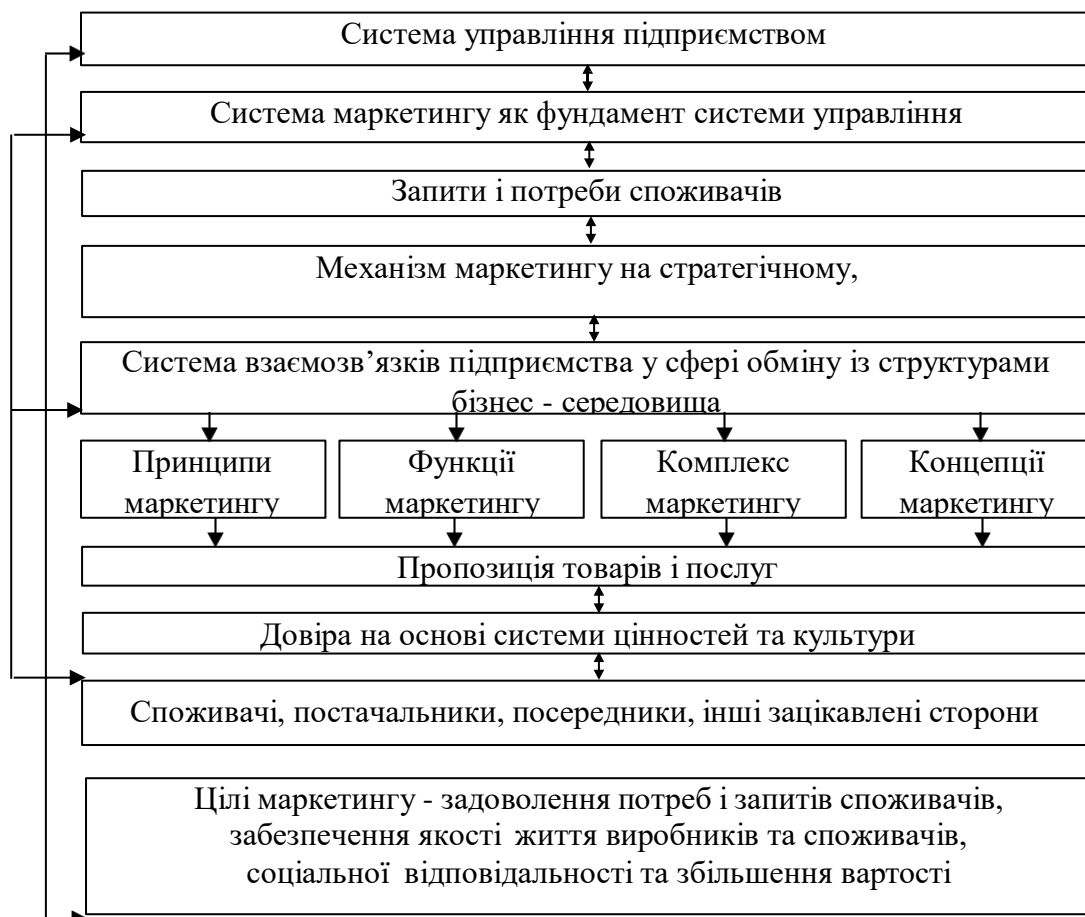 Система управління підприємством
Система маркетингу як фундамент системи управління
Запити і потреби споживачів
Механізм маркетингу на стратегічному,
Система взаємозв’язків підприємства у сфері обміну із структурами
бізнес - середовища
Принципи
маркетингу
Функції
маркетингу
Комплекс
маркетингу
Концепції
маркетингу
Пропозиція товарів і послуг
Довіра на основі системи цінностей та культури
Споживачі, постачальники, посередники, інші зацікавлені сторони
Цілі маркетингу - задоволення потреб і запитів споживачів,
забезпечення якості життя виробників та споживачів,
соціальної відповідальності та збільшення вартості